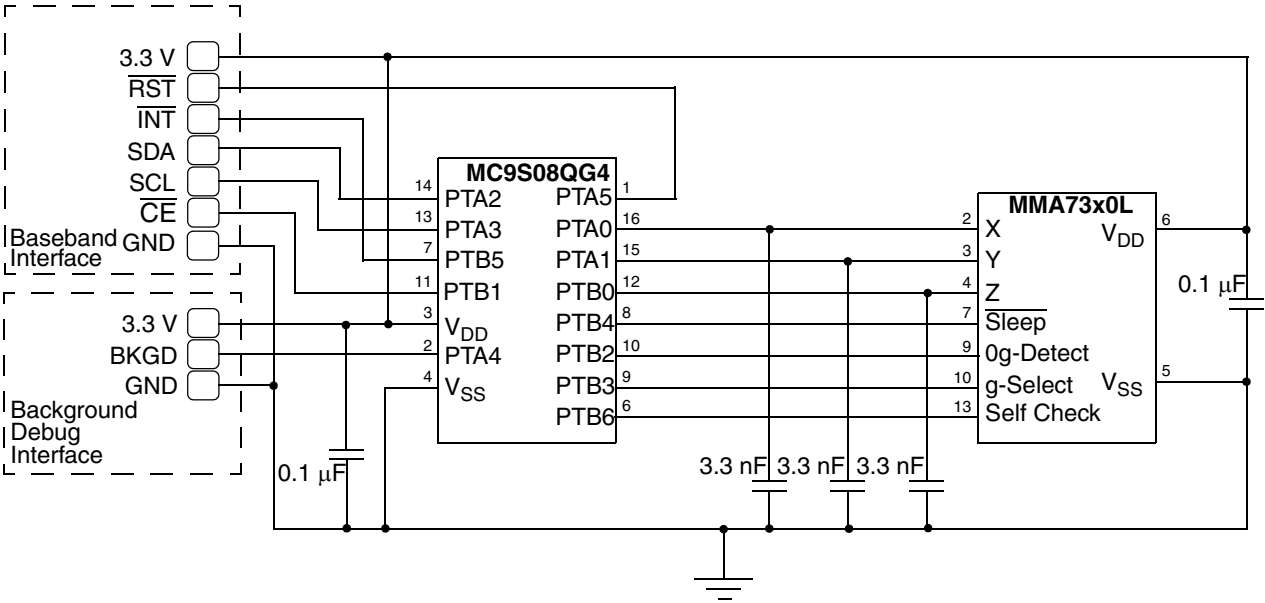 3.3 V
RST
INT
SDA
SCL
CE
GND
Baseband
Interface
3.3 V
BKGD
GND
Background
Debug
Interface
0.1 μF
MC9S08QG4
14 PTA2
13 PTA3
7 PTB5
11 PTB1
3 VDD
2 PTA4
4 VSS
PTA5 1
PTA0 16
PTA1 15
PTB0 12
PTB4 8
PTB2 10
PTB3 9
PTB6 6
3.3 nF 3.3 nF 3.3 nF
MMA73x0L
2 X
3 Y
4 Z
7 Sleep
9 0g-Detect
10 g-Select
13 Self Check
VDD 6
VSS 5
0.1 μF